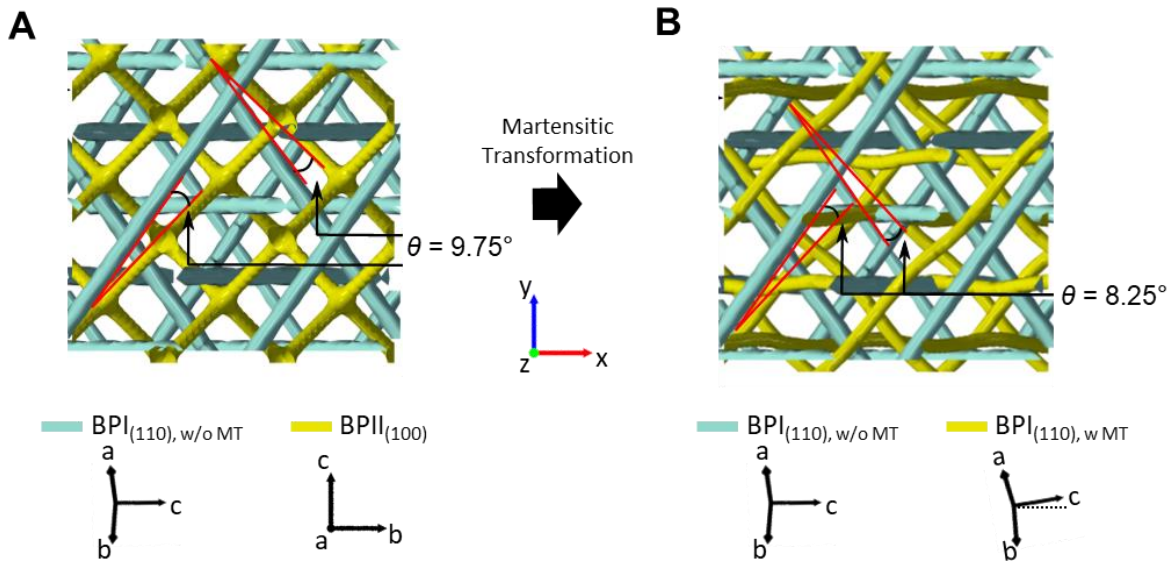 A
B
Martensitic
Transformation
θ = 9.75°
θ = 8.25°
y
z
x
BPI(110), w/o MT
BPII(100)
BPI(110), w/o MT
BPI(110), w MT
a
c
b
c
a
b
a
c
b
a
c
b